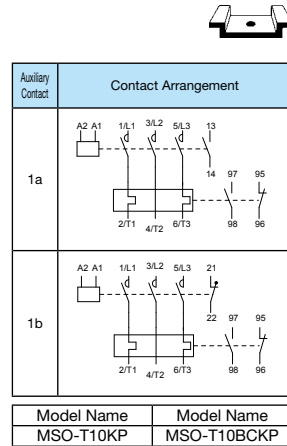 Auxiliary Contact
Contact Arrangement
1a
A2 A1 1/L1 3/L2 5/L3 13
14 97 95
2/T1 4/T2 6/T3 98 96
1b
A2 A1 1/L1 3/L2 5/L3 21
22 97 95
2/T1 4/T2 6/T3 98 96
Model Name Model Name
MSO-T10KP MSO-T10BCKP